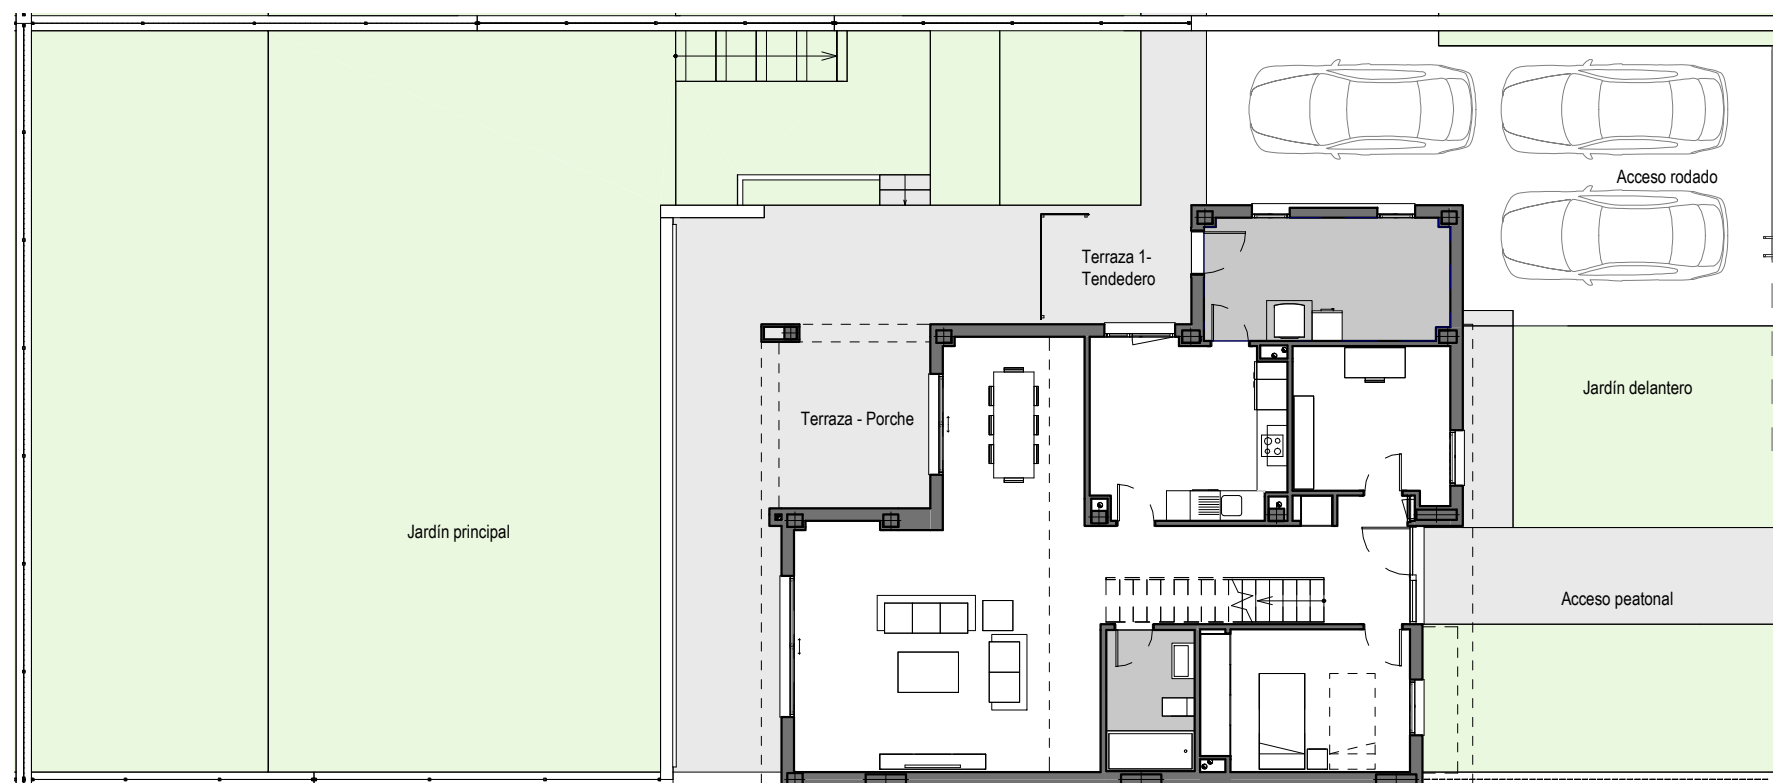 Acceso rodado
Terraza 1-
Tendedero
Jardín delantero
Terraza - Porche
Jardín principal
Acceso peatonal